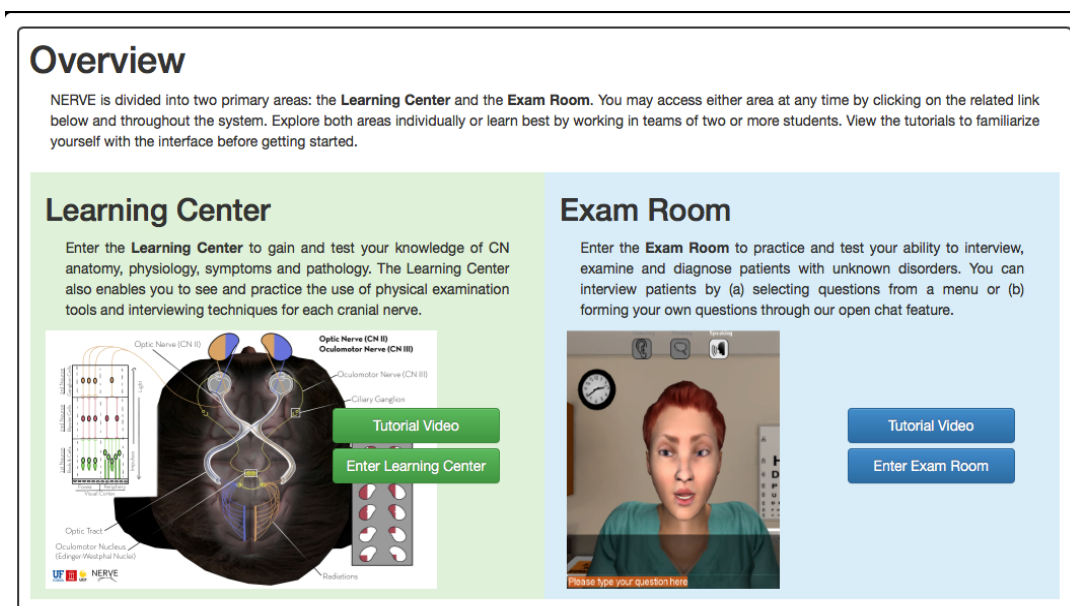 Overview
NERVE is divided into two primary areas: the Learning Center and the Exam Room. You may access either area at any time by clicking on the related link
below and throughout the system. Explore both areas individually or learn best by working in teams of two or more students. View the tutorials to familiarize
yourself with the interface before getting started.
Learning Center
Enter the Learning Center to gain and test your knowledge of CN
anatomy, physiology, symptoms and pathology. The Learning Center
also enables you to see and practice the use of physical examination
tools and interviewing techniques for each cranial nerve.
Optic Nerve (CN II)
Optic Nerve (CN II)
Oculomotor Nerve (CN III)
Oculomotor Nerve (CN III)
Ciliary Ganglion
Light
Impulses
Fovea
Periphery
Visual Cortex
Tutorial Video
Enter Learning Center
Optic Tract
Oculomotor Nucleus
(Edinger-Westphal Nuclei)
Radiations
UF
NERVE
Exam Room
Enter the Exam Room to practice and test your ability to interview,
examine and diagnose patients with unknown disorders. You can
interview patients by (a) selecting questions from a menu or (b)
forming your own questions through our open chat feature.
Speaking
Tutorial Video
Enter Exam Room
Please type your question here